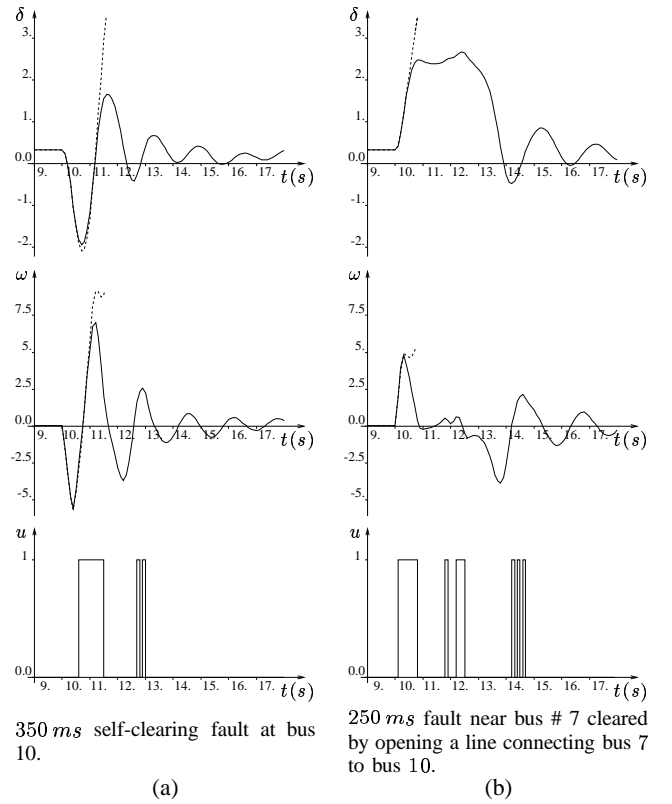 δ
3.
2.
1.
0.0
9. 10. 11. 12. 13. 14. 15. 16. 17. t(s)
-1.
-2.
δ
3.
2.
1.
0.0
9. 10. 11. 12. 13. 14. 15. 16. 17. t(s)
-1.
-2.
ω
7.5
5.
2.5
0.0
9. 10. 11. 12. 13. 14. 15. 16. 17. t(s)
-2.5
-5.
ω
7.5
5.
2.5
0.0
9. 10. 11. 12. 13. 14. 15. 16. 17. t(s)
-2.5
-5.
u
1
0.0
9. 10. 11. 12. 13. 14. 15. 16. 17. t(s)
u
1
0.0
9. 10. 11. 12. 13. 14. 15. 16. 17. t(s)
350 ms self-clearing fault at bus
10.
(a)
250 ms fault near bus # 7 cleared
by opening a line connecting bus 7
to bus 10.
(b)